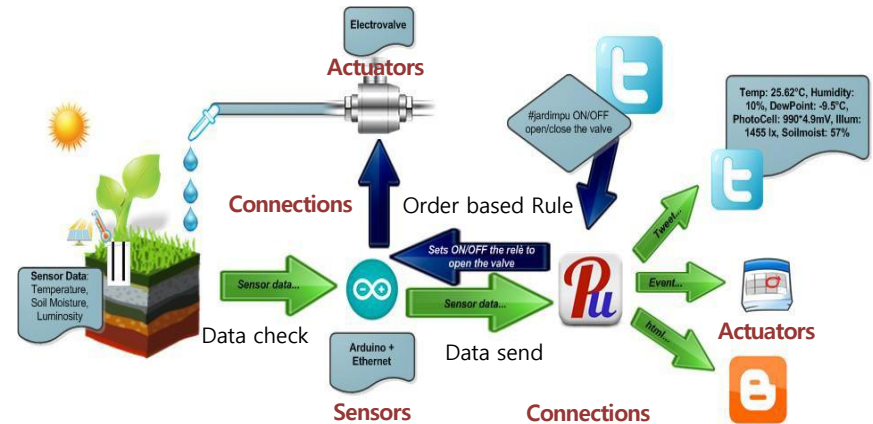 Electrovalve
Actuators
#jardimpu ON/OFF
open/close the valve
t
Temp: 25.62°C, Humidity:
10%, DewPoint: -9.5°C,
PhotoCell: 990*4.9mV, Illum:
1455 lx, Soilmoist: 57%
t
Connections
Order based Rule
Tweet...
Sets ON/OFF the relè to
open the valve
Sensor Data:
Temperature,
Soil Moisture,
Luminosity
Sensor data...
Sensor data...
Pu
Event...
Actuators
Data check
Arduino +
Ethernet
Data send
html...
B
Sensors
Connections